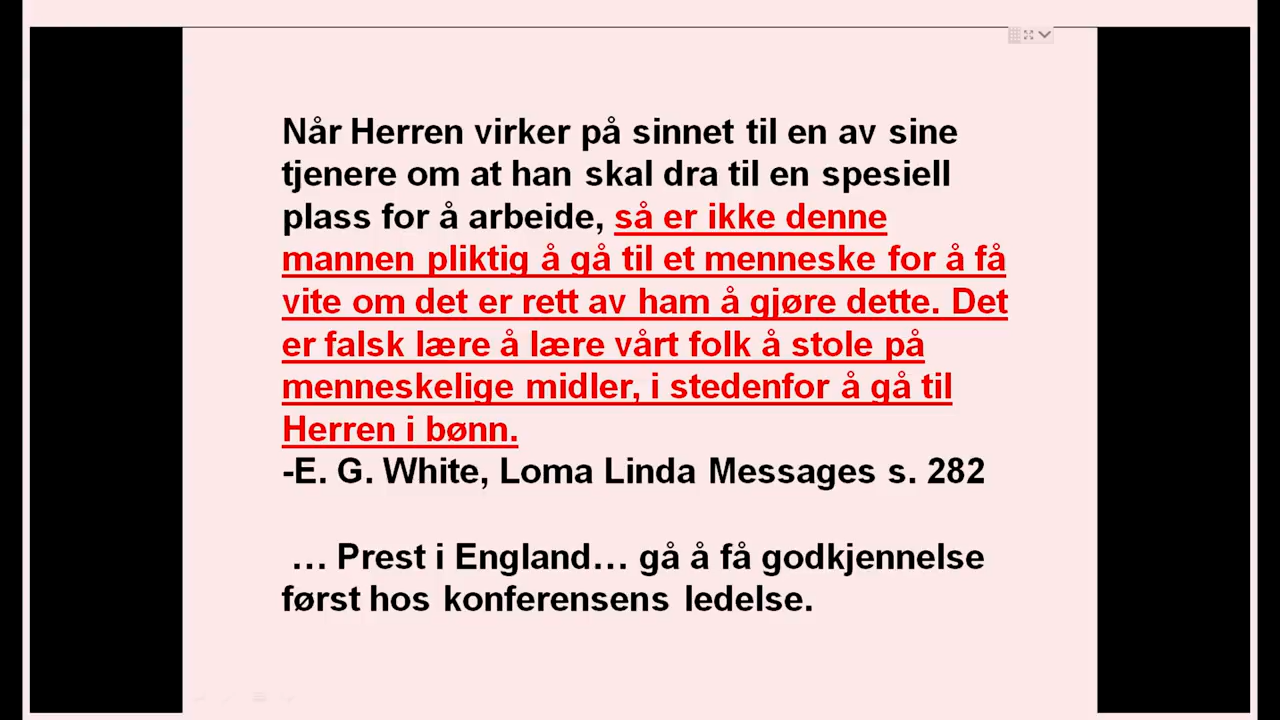 Når Herren virker på sinnet til en av sine
tjenere om at han skal dra til en spesiell
plass for å arbeide, så er ikke denne
mannen pliktig å gå til et menneske for å få
vite om det er rett av ham å gjøre dette. Det
er falsk lære å lære vårt folk å stole på
menneskelige midler, i stedenfor å gå til
Herren i bønn.
-E. G. White, Loma Linda Messages s. 282
… Prest i England… gå å få godkjennelse
først hos konferensens ledelse.